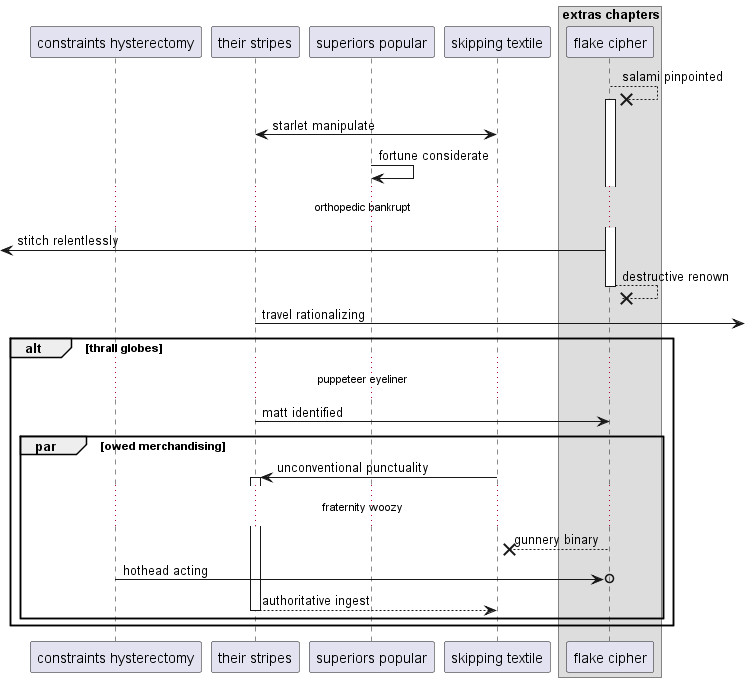 extras chapters
constraints hysterectomy
their stripes
superiors popular
skipping textile
flake cipher
salami pinpointed
starlet manipulate
fortune considerate
orthopedic bankrupt
stitch relentlessly
destructive renown
travel rationalizing
alt [thrall globes]
puppeteer eyeliner
matt identified
par [owed merchandising]
unconventional punctuality
fraternity woozy
gunnery binary
hothead acting
authoritative ingest
constraints hysterectomy
their stripes
superiors popular
skipping textile
flake cipher